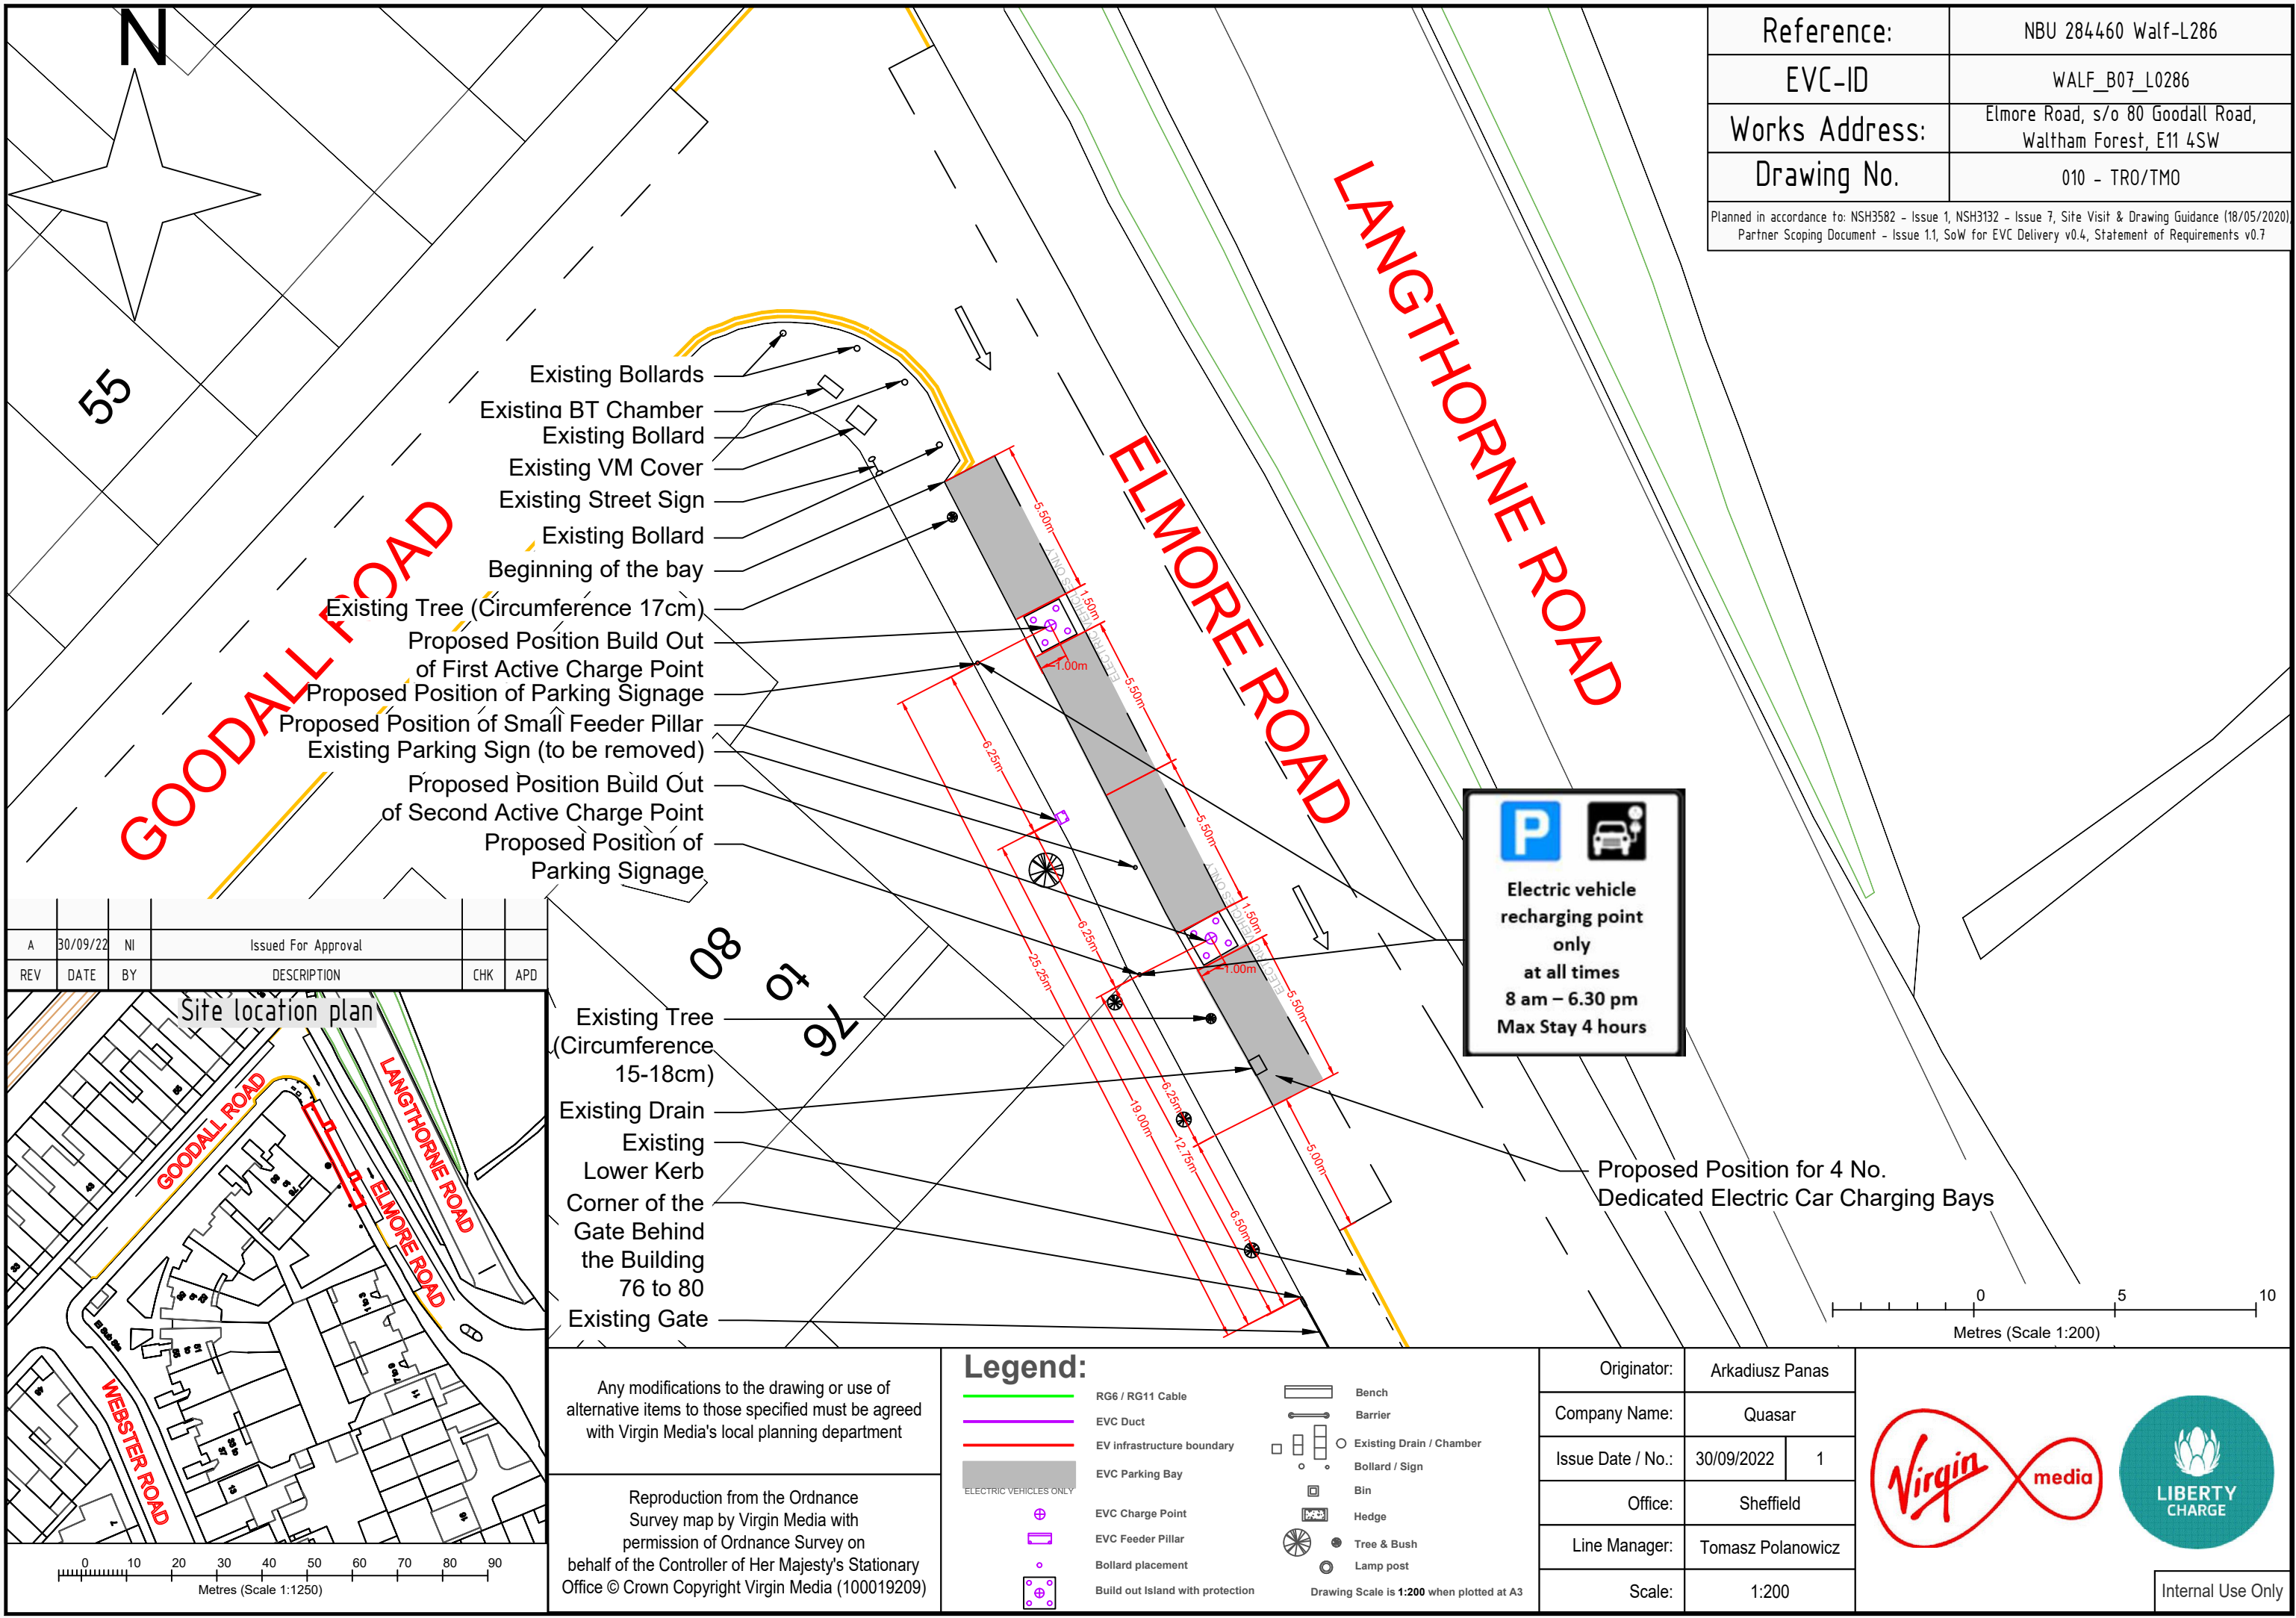 N
Reference:
NBU 284460 Walf-L286
EVC-ID
WALF_B07_L0286
Works Address:
Elmore Road, s/o 80 Goodall Road,
Waltham Forest, E11 4SW
Drawing No.
010 - TRO/TMO
Planned in accordance to: NSH3582 - Issue 1, NSH3132 - Issue 7, Site Visit & Drawing Guidance (18/05/2020),
Partner Scoping Document - Issue 1.1, SoW for EVC Delivery v0.4, Statement of Requirements v0.7
55
GOODALL ROAD
ELMORE ROAD
LANGTHORNE ROAD
Existing Bollards
Existing BT Chamber
Existing Bollard
Existing VM Cover
Existing Street Sign
Existing Bollard
Beginning of the bay
Existing Tree (Circumference 17cm)
Proposed Position Build Out
of First Active Charge Point
Proposed Position of Parking Signage
Proposed Position of Small Feeder Pillar
Existing Parking Sign (to be removed)
Proposed Position Build Out
of Second Active Charge Point
Proposed Position of
Parking Signage
Existing Tree
(Circumference
15-18cm)
Existing Drain
Existing
Lower Kerb
Corner of the
Gate Behind
the Building
76 to 80
Existing Gate
80
to
76
5.50m
1.50m
1.00m
5.50m
5.50m
1.50m
1.00m
5.50m
5.00m
6.25m
6.25m
25.25m
6.25m
19.00m
12.75m
6.50m
ELECTRIC VEHICLES ONLY
ELECTRIC VEHICLES ONLY
P
Electric vehicle
recharging point
only
at all times
8 am – 6.30 pm
Max Stay 4 hours
Proposed Position for 4 No.
Dedicated Electric Car Charging Bays
0 5 10
Metres (Scale 1:200)
A 30/09/22 NI Issued For Approval
REV DATE BY DESCRIPTION CHK APD
Site location plan
GOODALL ROAD
LANGTHORNE ROAD
ELMORE ROAD
WEBSTER ROAD
El Sub Sta
0 10 20 30 40 50 60 70 80 90
Metres (Scale 1:1250)
Any modifications to the drawing or use of
alternative items to those specified must be agreed
with Virgin Media's local planning department
Reproduction from the Ordnance
Survey map by Virgin Media with
permission of Ordnance Survey on
behalf of the Controller of Her Majesty's Stationary
Office © Crown Copyright Virgin Media (100019209)
Legend:
RG6 / RG11 Cable
EVC Duct
EV infrastructure boundary
EVC Parking Bay
ELECTRIC VEHICLES ONLY
EVC Charge Point
EVC Feeder Pillar
Bollard placement
Build out Island with protection
Bench
Barrier
Existing Drain / Chamber
Bollard / Sign
Bin
Hedge
Tree & Bush
Lamp post
Drawing Scale is 1:200 when plotted at A3
Originator: Arkadiusz Panas
Company Name: Quasar
Issue Date / No.: 30/09/2022 1
Office: Sheffield
Line Manager: Tomasz Polanowicz
Scale: 1:200
Virgin media
LIBERTY
CHARGE
Internal Use Only